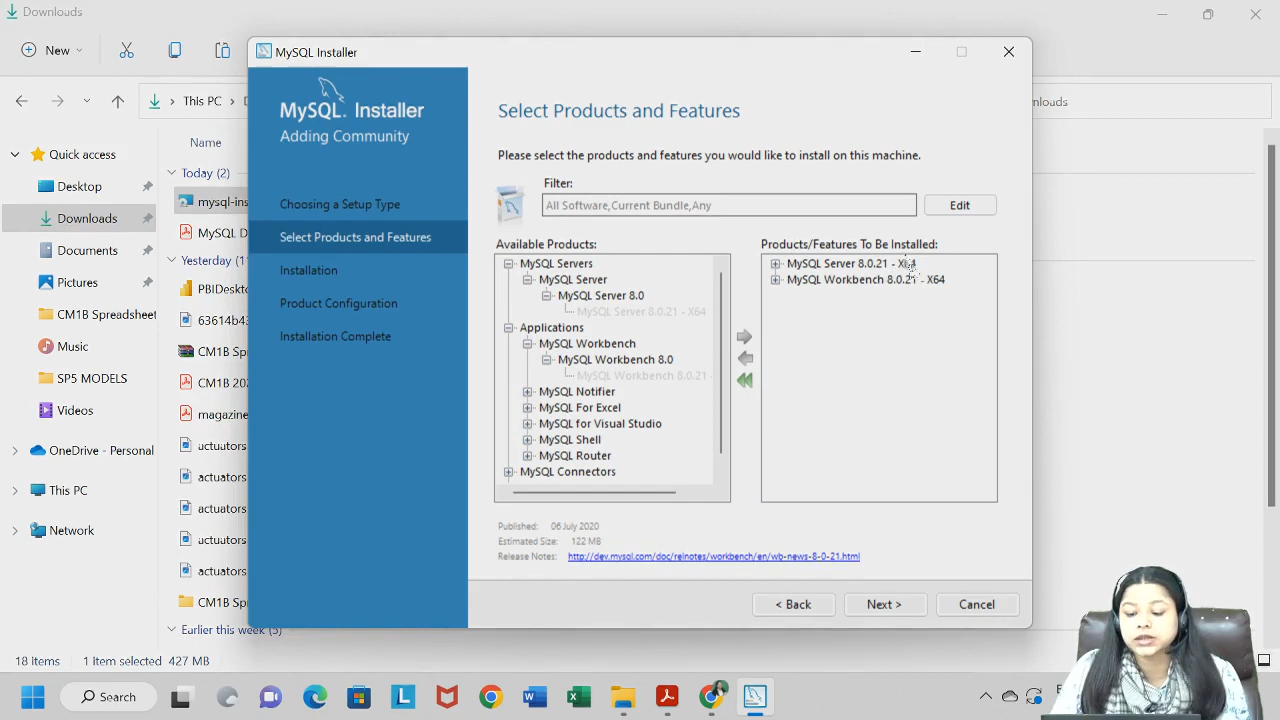 Downloads
MySQL Installer
New
This PC
wnloads
MySQL Installer
Adding Community
Choosing a Setup Type
Select Products and Features
Installation
Product Configuration
Installation Complete
Name
Quick access
Desktop
Downloads
Documents
Pictures
CM1B Spreadsheet
Music
SP5 MODELS
Videos
OneDrive - Personal
This PC
Network
Today (2)
mysql-ins
MySQL D
Yesterday (11)
PBIDeskto
63614b43
CM1B Spr
CM1B 202
magazine
actuators
actuators
actuators
actuators
actuators
CM1B Spr
Earlier this week (5)
Select Products and Features
Please select the products and features you would like to install on this machine.
Filter:
All Software,Current Bundle,Any
Edit
Available Products:
MySQL Servers
MySQL Server
MySQL Server 8.0
MySQL Server 8.0.21 - X64
Applications
MySQL Workbench
MySQL Workbench 8.0
MySQL Workbench 8.0.21 -
MySQL Notifier
MySQL For Excel
MySQL for Visual Studio
MySQL Shell
MySQL Router
MySQL Connectors
Products/Features To Be Installed:
MySQL Server 8.0.21 - X64
MySQL Workbench 8.0.21 - X64
Published: 06 July 2020
Estimated Size: 122 MB
Release Notes: http://dev.mysql.com/doc/relnotes/workbench/en/wb-news-8-0-21.html
< Back
Next >
Cancel
18 items 1 item selected 427 MB
Search